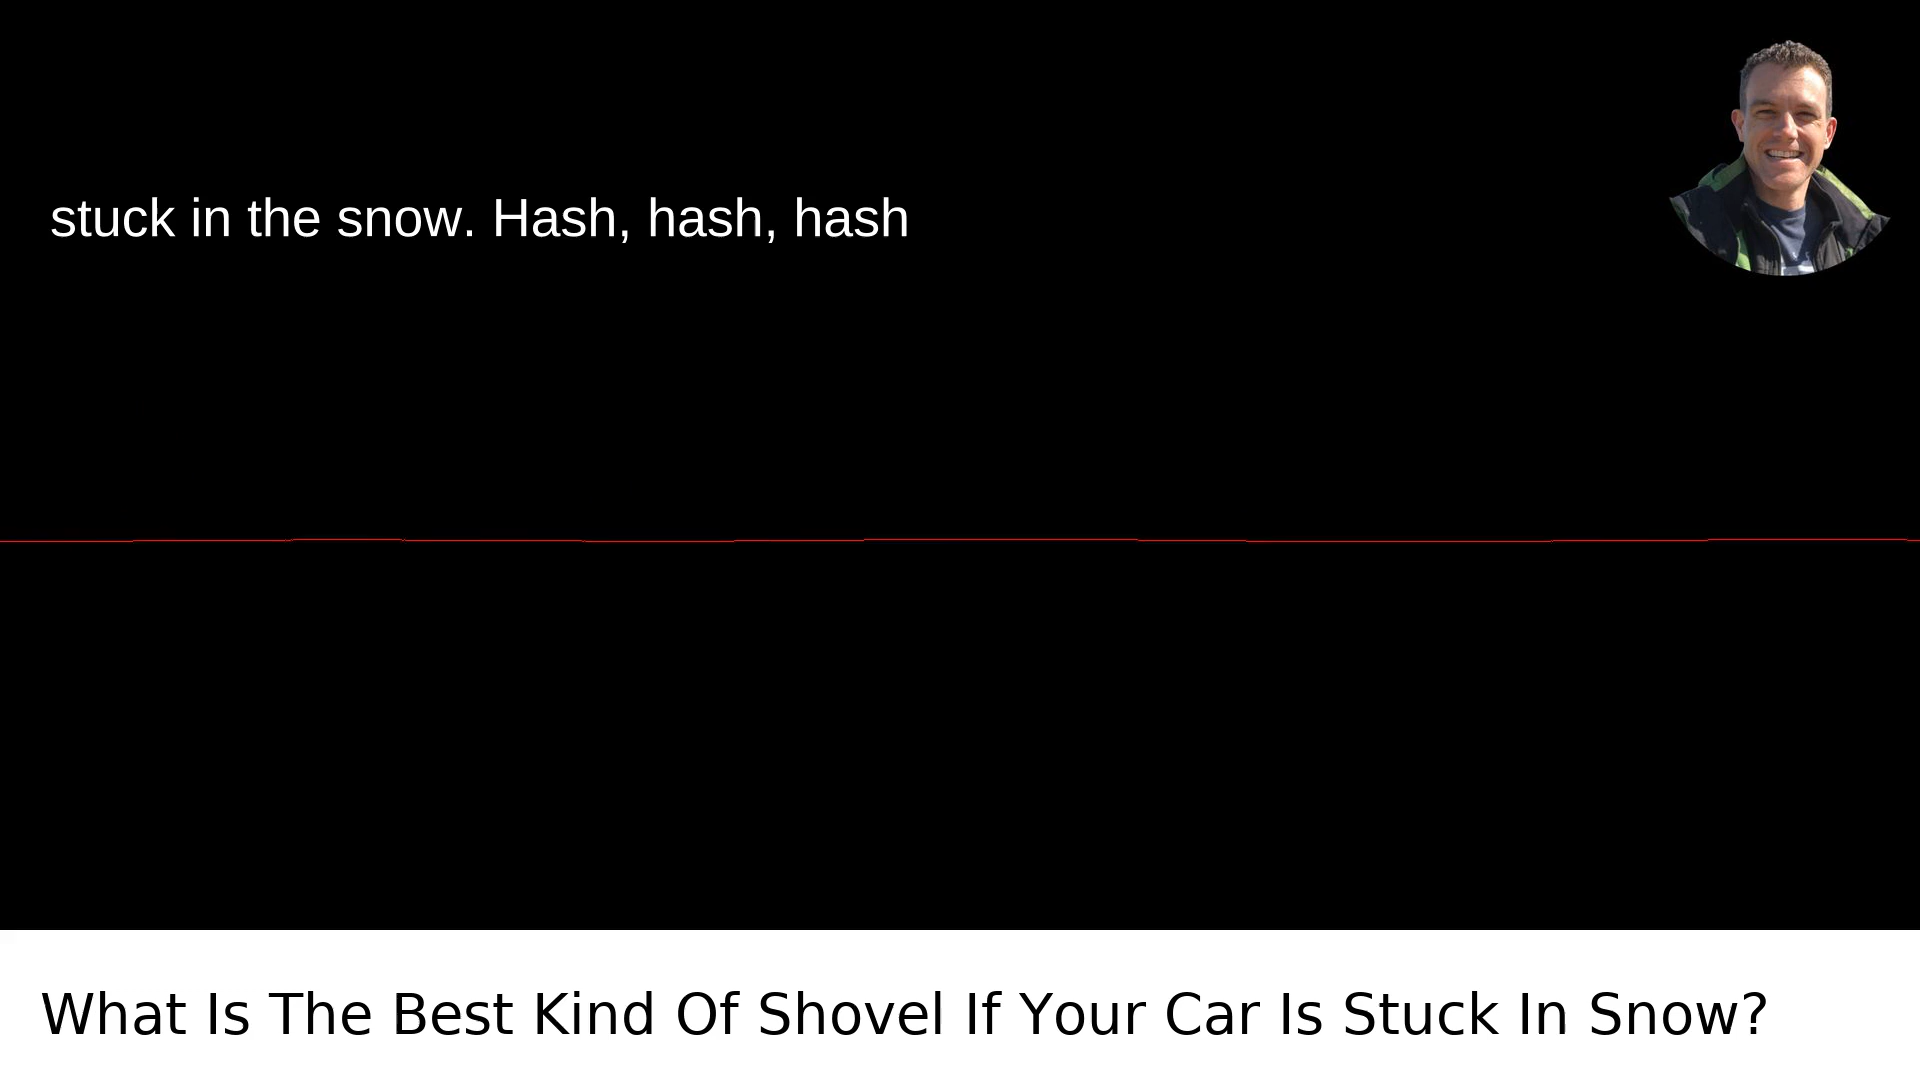 stuck in the snow. Hash, hash, hash
What Is The Best Kind Of Shovel If Your Car Is Stuck In Snow?